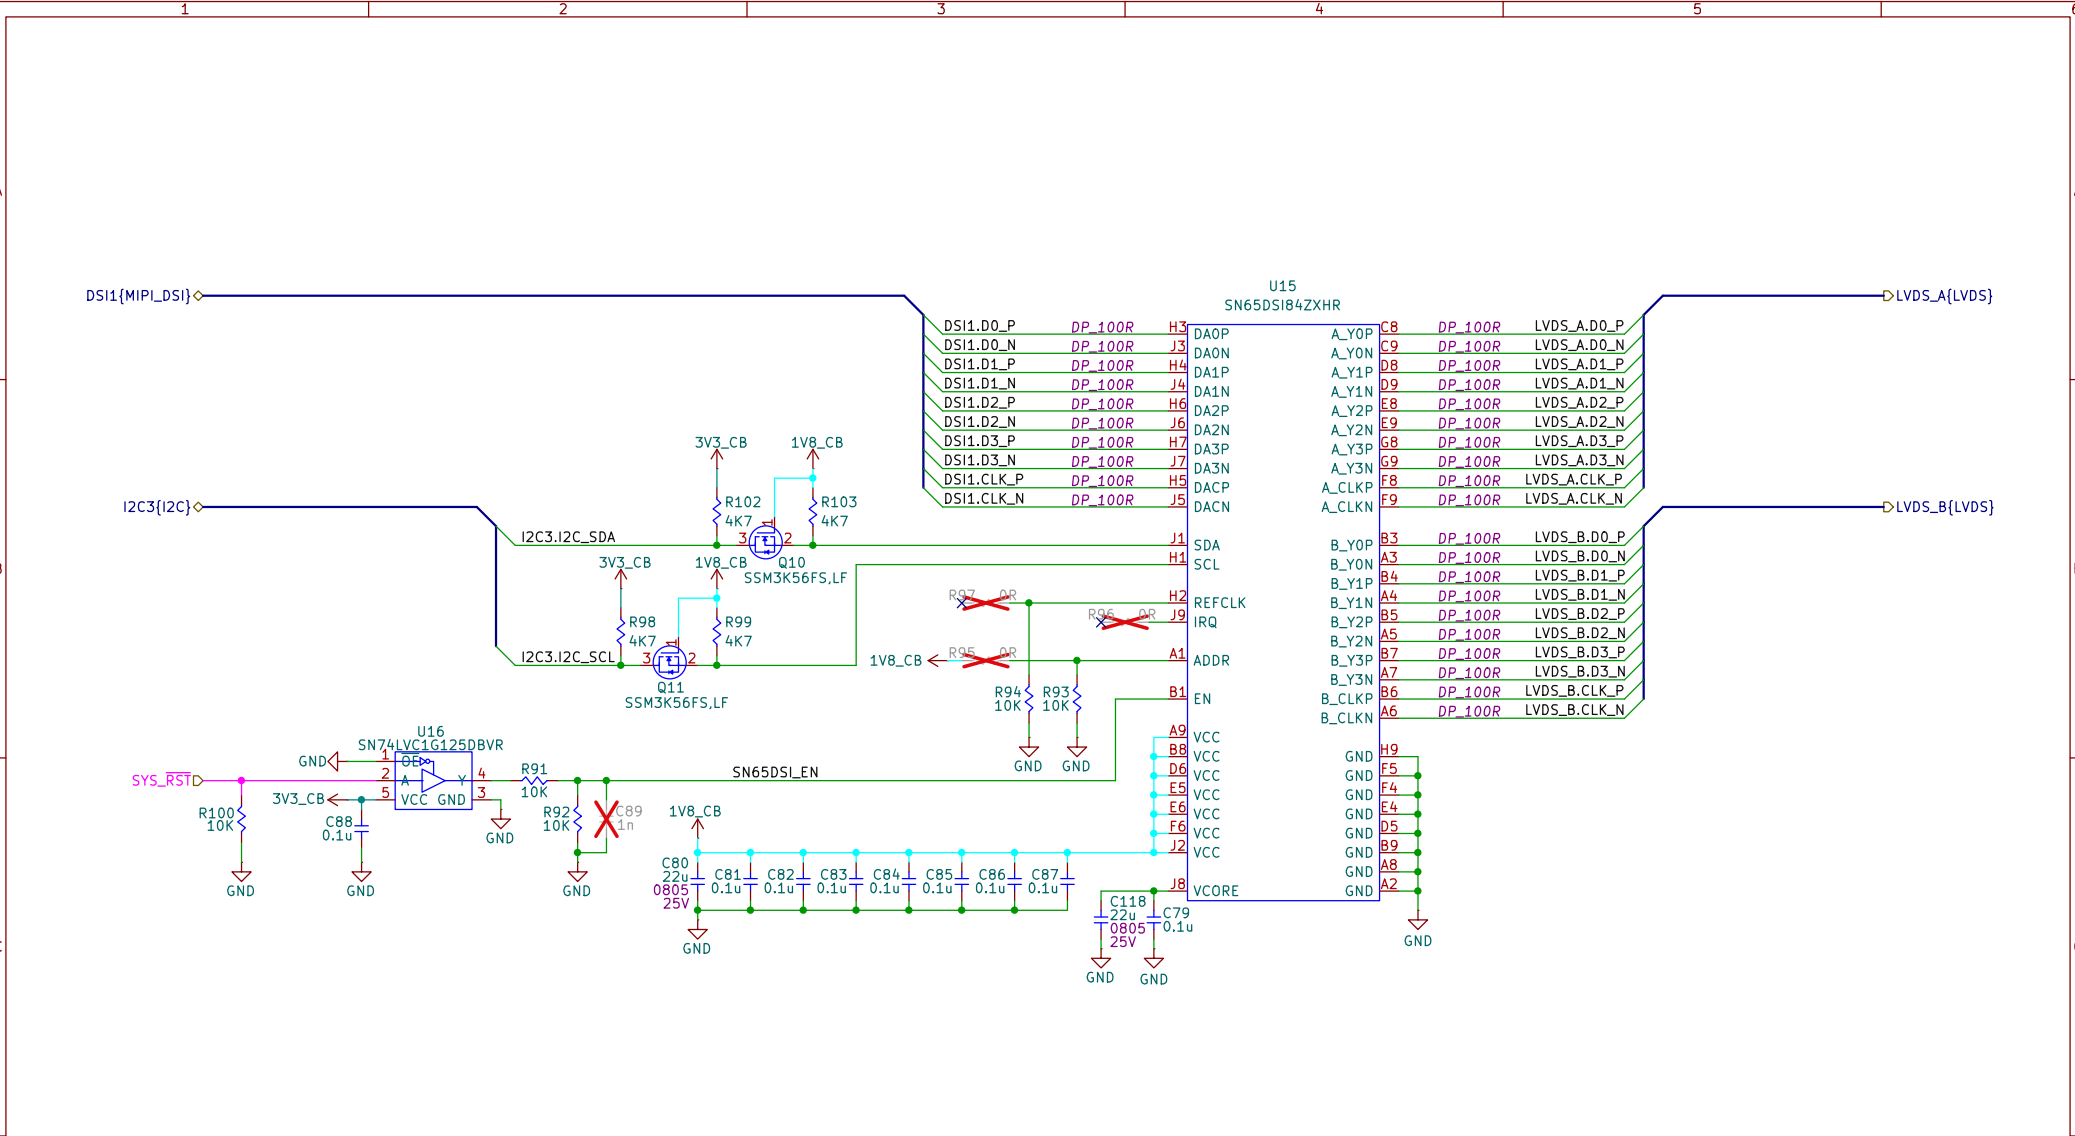 1 2 3 4 5 6
DSI1{MIPI_DSI}
I2C3{I2C}
LVDS_A{LVDS}
LVDS_B{LVDS}
U15
SN65DSI84ZXHR
DSI1.D0_P DP_100R H3 DA0P
DSI1.D0_N DP_100R J3 DA0N
DSI1.D1_P DP_100R H4 DA1P
DSI1.D1_N DP_100R J4 DA1N
DSI1.D2_P DP_100R H6 DA2P
DSI1.D2_N DP_100R J6 DA2N
DSI1.D3_P DP_100R H7 DA3P
DSI1.D3_N DP_100R J7 DA3N
DSI1.CLK_P DP_100R H5 DACP
DSI1.CLK_N DP_100R J5 DACN
J1 SDA
H1 SCL
H2 REFCLK
J9 IRQ
A1 ADDR
B1 EN
A9 VCC
B8 VCC
D6 VCC
E5 VCC
E6 VCC
F6 VCC
J2 VCC
J8 VCORE
A_Y0P C8 DP_100R LVDS_A.D0_P
A_Y0N C9 DP_100R LVDS_A.D0_N
A_Y1P D8 DP_100R LVDS_A.D1_P
A_Y1N D9 DP_100R LVDS_A.D1_N
A_Y2P E8 DP_100R LVDS_A.D2_P
A_Y2N E9 DP_100R LVDS_A.D2_N
A_Y3P G8 DP_100R LVDS_A.D3_P
A_Y3N G9 DP_100R LVDS_A.D3_N
A_CLKP F8 DP_100R LVDS_A.CLK_P
A_CLKN F9 DP_100R LVDS_A.CLK_N
B_Y0P B3 DP_100R LVDS_B.D0_P
B_Y0N A3 DP_100R LVDS_B.D0_N
B_Y1P B4 DP_100R LVDS_B.D1_P
B_Y1N A4 DP_100R LVDS_B.D1_N
B_Y2P B5 DP_100R LVDS_B.D2_P
B_Y2N A5 DP_100R LVDS_B.D2_N
B_Y3P B7 DP_100R LVDS_B.D3_P
B_Y3N A7 DP_100R LVDS_B.D3_N
B_CLKP B6 DP_100R LVDS_B.CLK_P
B_CLKN A6 DP_100R LVDS_B.CLK_N
GND H9
GND F5
GND F4
GND E4
GND D5
GND B9
GND A8
GND A2
GND
3V3_CB 1V8_CB
R102
4K7
R103
4K7
I2C3.I2C_SDA
3 1 2
Q10
SSM3K56FS,LF
3V3_CB 1V8_CB
R98
4K7
R99
4K7
I2C3.I2C_SCL
3 1 2
Q11
SSM3K56FS,LF
R97 0R
R96 0R
1V8_CB R95 0R
R94
10K
R93
10K
GND GND
U16
SN74LVC1G125DBVR
GND 1 OE
SYS_RST 2 A Y 4
3V3_CB 5 VCC GND 3
R91
10K
SN65DSI_EN
R100
10K
C88
0.1u
R92
10K
C89
1n
GND GND GND GND
1V8_CB
C80
22u
0805
25V
C81
0.1u
C82
0.1u
C83
0.1u
C84
0.1u
C85
0.1u
C86
0.1u
C87
0.1u
GND
C118
22u
0805
25V
C79
0.1u
GND GND